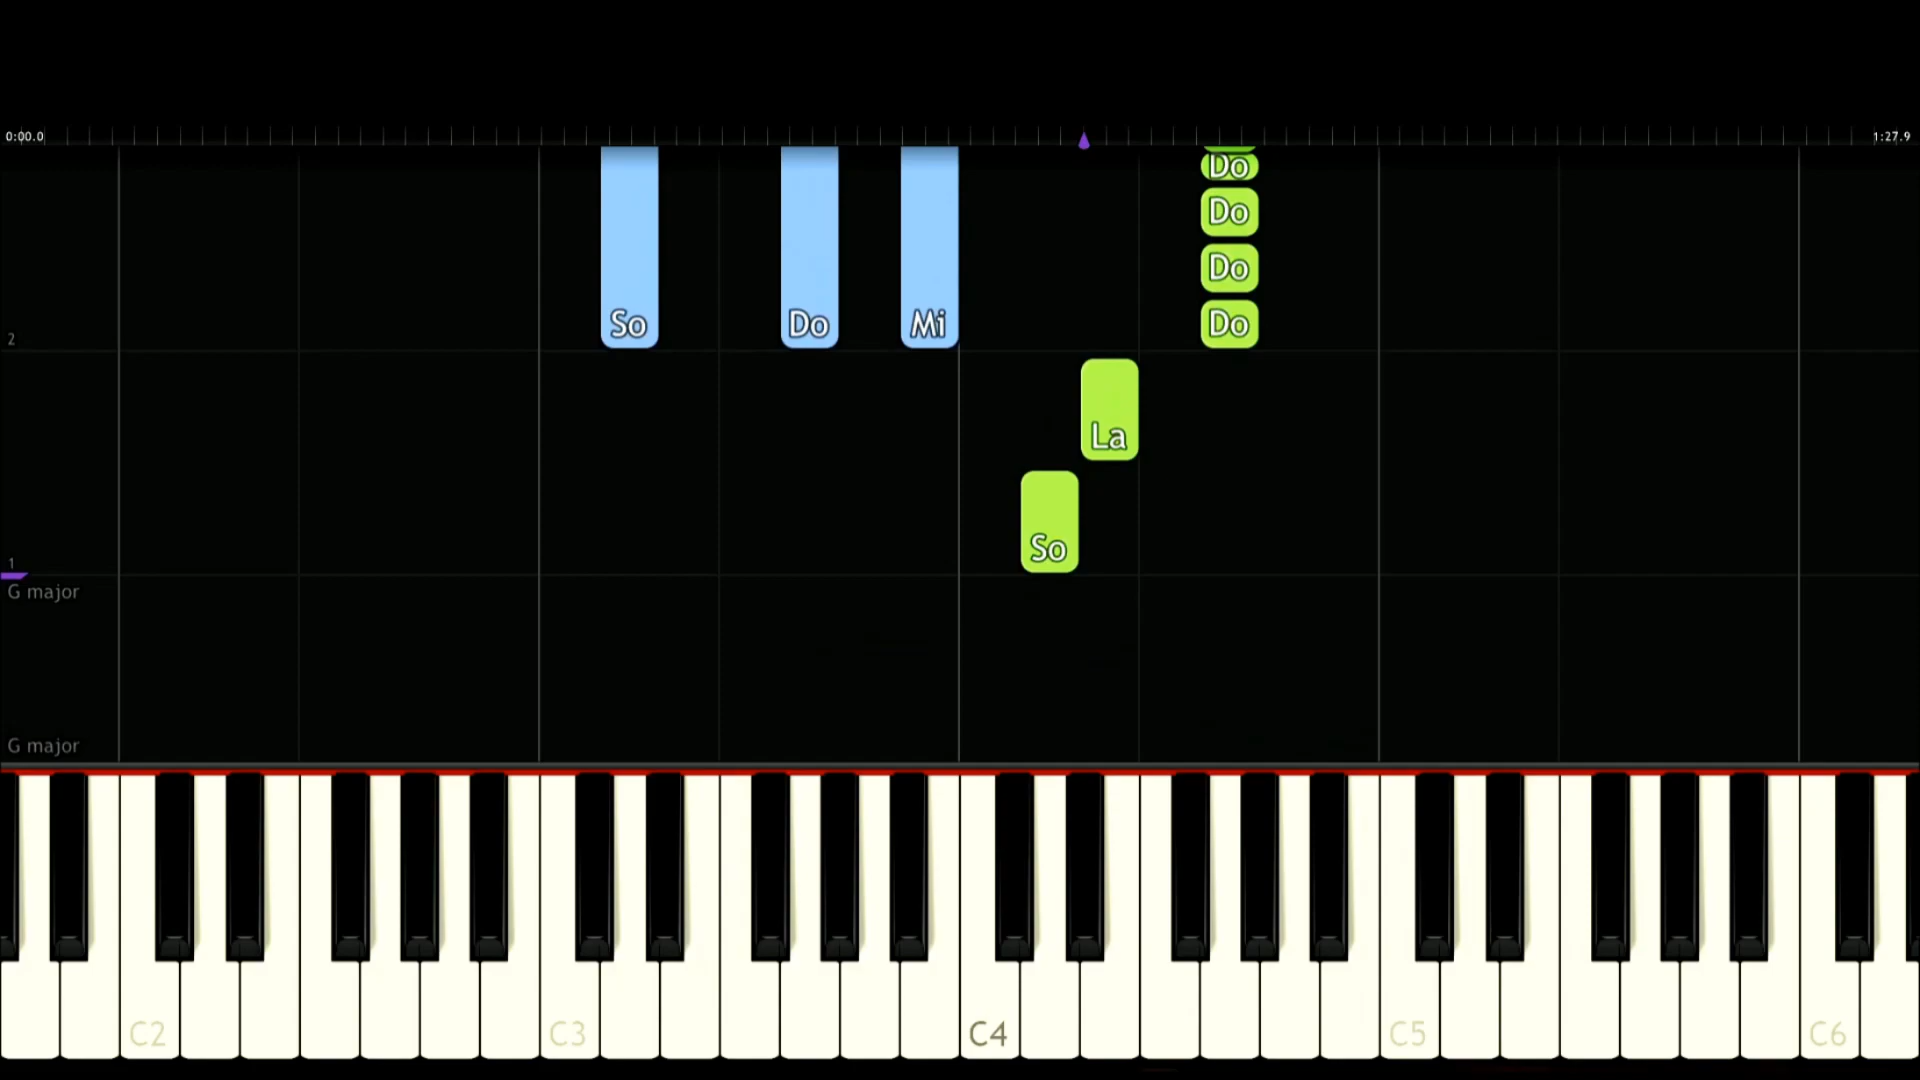 0:00.0 1:27.9
Do
Do
Do
So Do Mi Do
2
La
So
1
G major
G major
C2 C3 C4 C5 C6